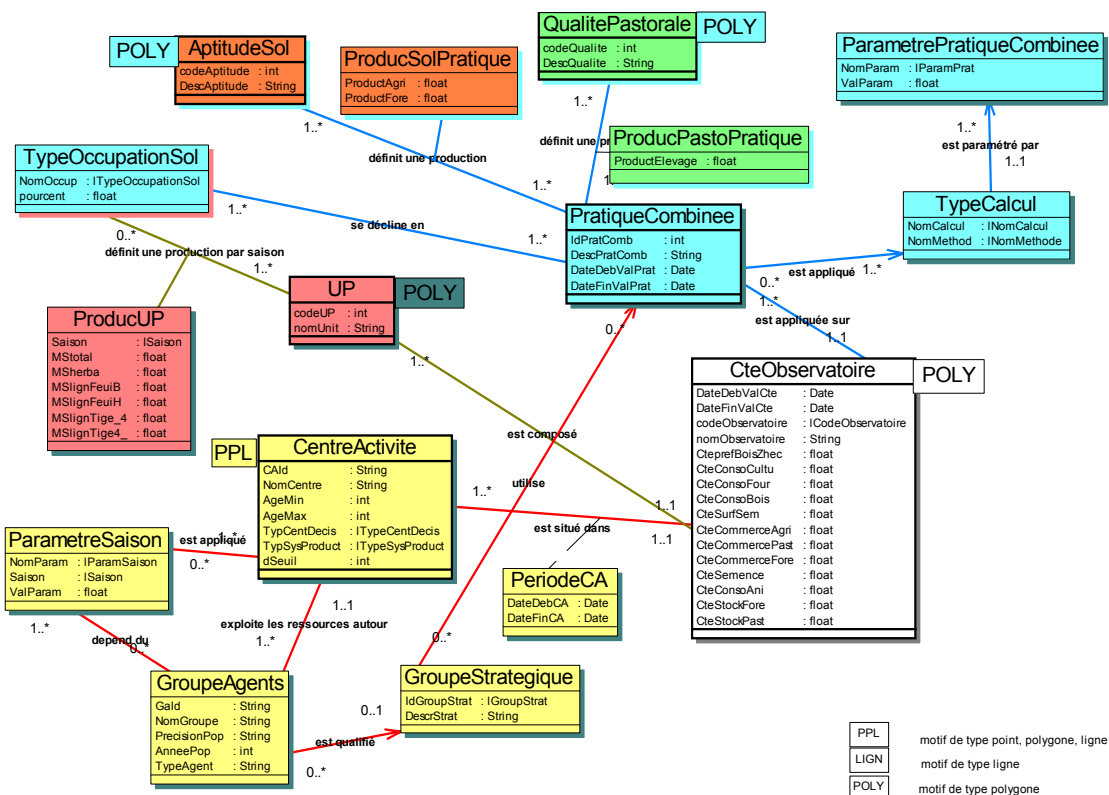 POLY
AptitudeSol
codeAptitude : int
DescAptitude : String
ProducSolPratique
ProductAgri : float
ProductFore : float
QualitePastorale
codeQualite : int
DescQualite : String
POLY
ParametrePratiqueCombinee
NomParam : IParamPrat
ValParam : float
1..*
1..*
1..*
définit une production
définit une pr
ProducPastoPratique
ProductElevage : float
est paramétré par
1..1
TypeOccupationSol
NomOccup : ITypeOccupationSol
pourcent : float
1..*
1..*
se décline en
1..*
PratiqueCombinee
IdPratComb : int
DescPratComb : String
DateDebValPrat : Date
DateFinValPrat : Date
TypeCalcul
NomCalcul : INomCalcul
NomMethod : INomMethode
0..*
définit une production par saison
1..*
est appliqué
0..*
1..*
1..*
UP
codeUP : int
nomUnit : String
POLY
est appliquée sur
1..1
ProducUP
Saison : ISaison
MStotal : float
MSherba : float
MSlignFeuiB : float
MSlignFeuiH : float
MSlignTige_4 : float
MSlignTige4_ : float
0..*
1..*
CteObservatoire
DateDebValCte : Date
DateFinValCte : Date
codeObservatoire : ICodeObservatoire
nomObservatoire : String
CteprefBoisZhec : float
CteConsoCultu : float
CteConsoFour : float
CteConsoBois : float
CteSurfSem : float
CteCommerceAgri : float
CteCommercePast : float
CteCommerceFore : float
CteSemence : float
CteConsoAni : float
CteStockFore : float
CteStockPast : float
POLY
est composé
utilise
1..1
PPL
CentreActivite
CAId : String
NomCentre : String
AgeMin : int
AgeMax : int
TypCentDecis : ITypeCentDecis
TypSysProduct : ITypeSysProduct
dSeuil : int
1..*
est situé dans
1..1
ParametreSaison
NomParam : IParamSaison
Saison : ISaison
ValParam : float
est appliqué
1..*
0..*
PeriodeCA
DateDebCA : Date
DateFinCA : Date
1..1
exploite les ressources autour
1..*
1..*
depend du
0..*
0..*
GroupeAgents
GaId : String
NomGroupe : String
PrecisionPop : String
AnneePop : int
TypeAgent : String
GroupeStrategique
IdGroupStrat : IGroupStrat
DescrStrat : String
0..1
est qualifié
0..*
PPL motif de type point, polygone, ligne
LIGN motif de type ligne
POLY motif de type polygone